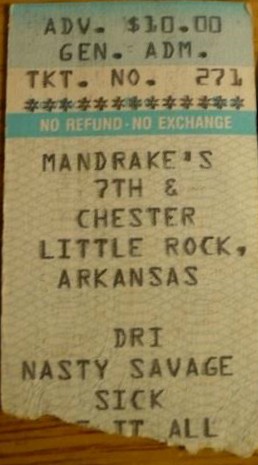 ADV. $10.00
GEN. ADM.
TKT. NO. 271
*****************
NO REFUND · NO EXCHANGE
MANDRAKE'S
7TH &
CHESTER
LITTLE ROCK,
ARKANSAS
DRI
NASTY SAVAGE
SICK
IT ALL